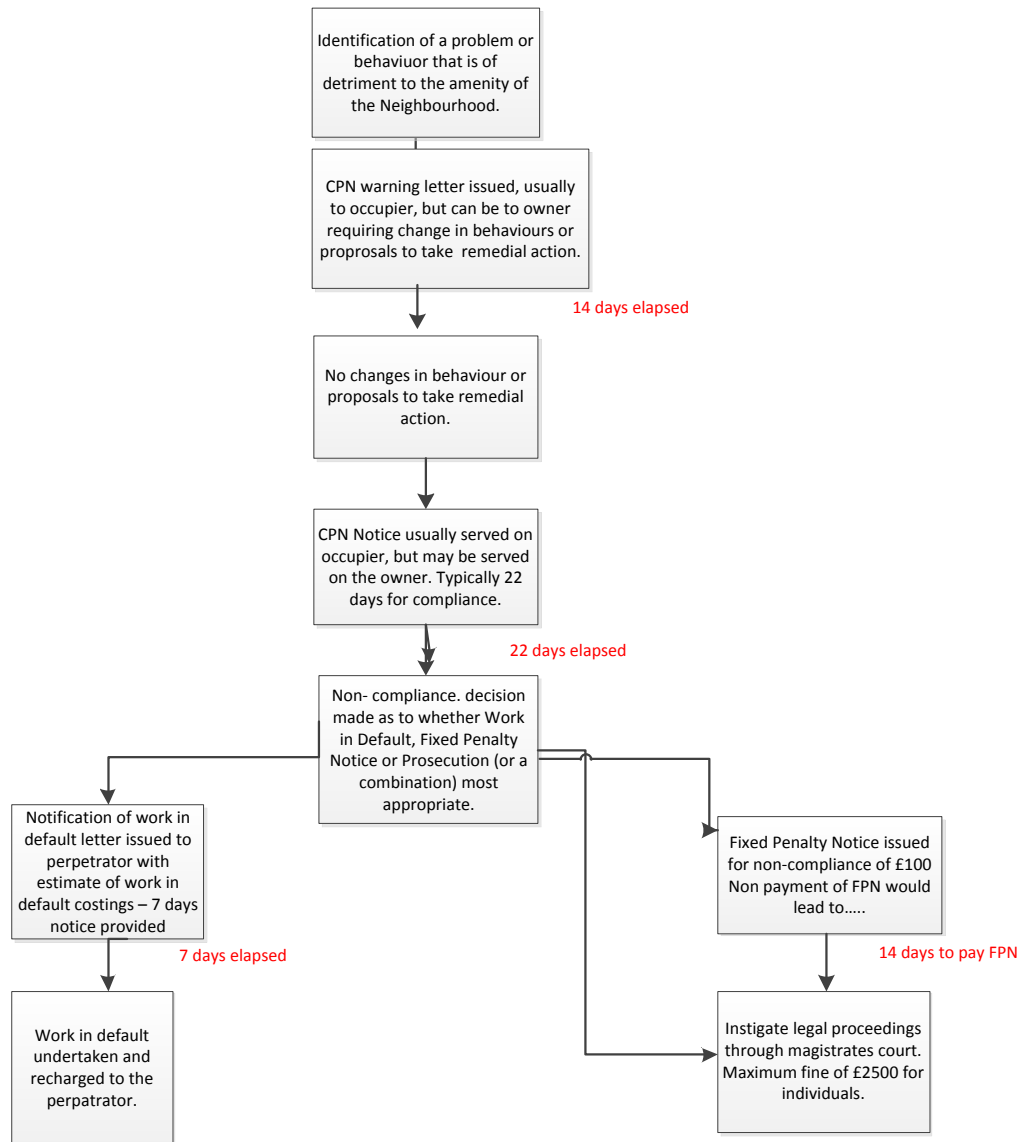 Identification of a problem or
behaviuor that is of
detriment to the amenity of
the Neighbourhood.
CPN warning letter issued, usually
to occupier, but can be to owner
requiring change in behaviours or
proprosals to take  remedial action.
14 days elapsed
No changes in behaviour or
proposals to take remedial
action.
CPN Notice usually served on
occupier, but may be served
on the owner. Typically 22
days for compliance.
22 days elapsed
Non- compliance. decision
made as to whether Work
in Default, Fixed Penalty
Notice or Prosecution (or a
combination) most
appropriate.
Notification of work in
default letter issued to
perpetrator with
estimate of work in
default costings – 7 days
notice provided
7 days elapsed
Work in default
undertaken and
recharged to the
perpatrator.
Fixed Penalty Notice issued
for non-compliance of £100
Non payment of FPN would
lead to…..
14 days to pay FPN
Instigate legal proceedings
through magistrates court.
Maximum fine of £2500 for
individuals.